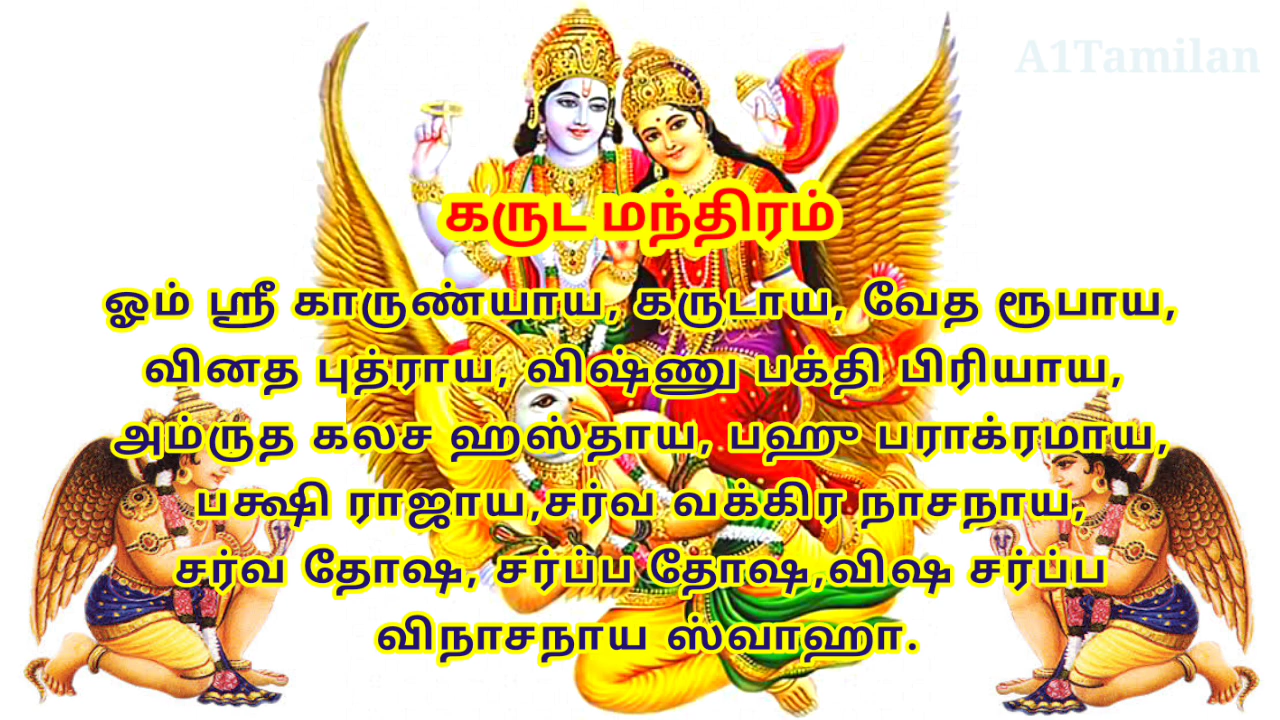 A1Tamilan
கருட மந்திரம்
ஓம் ஸ்ரீ காருண்யாய, கருடாய, வேத ரூபாய,
வினத புத்ராய, விஷ்ணு பக்தி பிரியாய,
அம்ருத கலச ஹஸ்தாய, பஹு பராக்ரமாய,
பக்ஷி ராஜாய,சர்வ வக்கிர நாசநாய,
சர்வ தோஷ, சர்ப்ப தோஷ,விஷ சர்ப்ப
விநாசநாய ஸ்வாஹா.